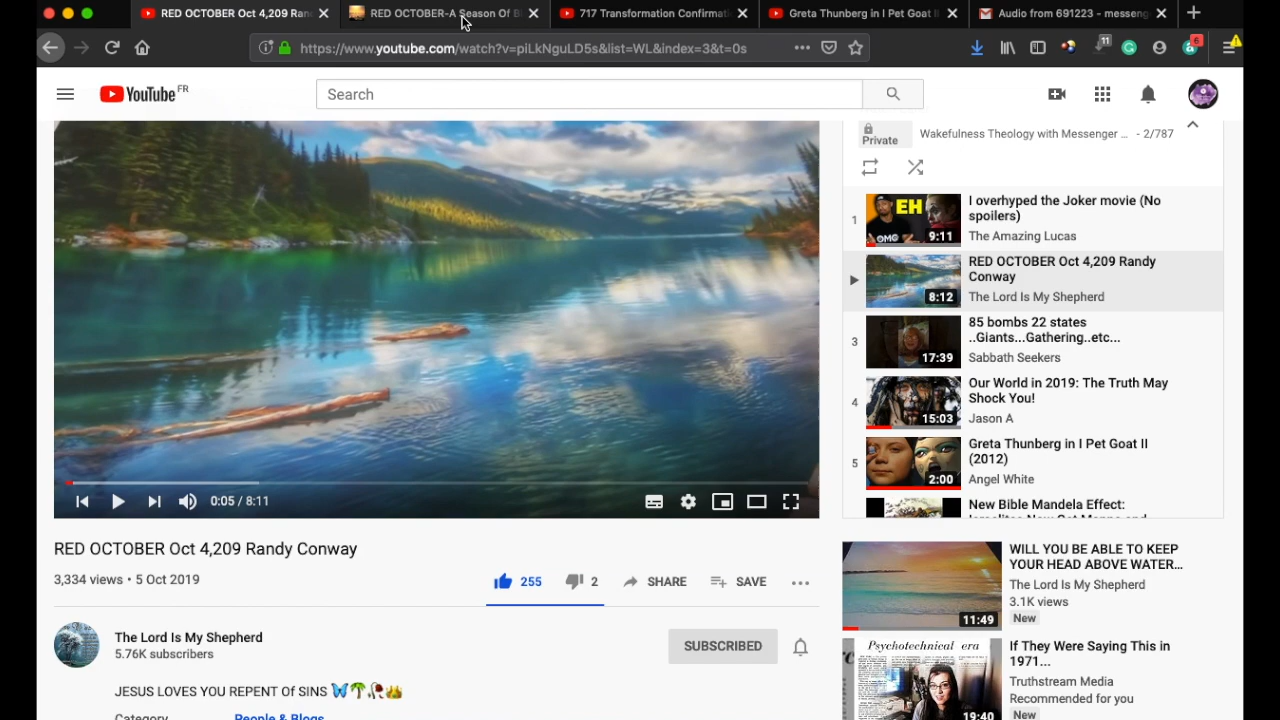 RED OCTOBER Oct 4,209 Ran
RED OCTOBER-A Season Of B
717 Transformation Confirmati
Greta Thunberg in I Pet Goat II
Audio from 691223 - messeng
11
6
https://www.youtube.com/watch?v=piLkNguLD5s&list=WL&index=3&t=0s
YouTube FR
Search
Private
Wakefulness Theology with Messenger ... - 2/787
1
EH
OMG
9:11
I overhyped the Joker movie (No
spoilers)
The Amazing Lucas
8:12
RED OCTOBER Oct 4,209 Randy
Conway
The Lord Is My Shepherd
3
17:39
85 bombs 22 states
..Giants...Gathering..etc...
Sabbath Seekers
4
15:03
Our World in 2019: The Truth May
Shock You!
Jason A
5
2:00
Greta Thunberg in I Pet Goat II
(2012)
Angel White
New Bible Mandela Effect:
0:05 / 8:11
RED OCTOBER Oct 4,209 Randy Conway
3,334 views • 5 Oct 2019
255
2
SHARE
SAVE
The Lord Is My Shepherd
5.76K subscribers
SUBSCRIBED
JESUS LOVES YOU REPENT Of SINS 🦋🌴🥀👑
Category
People & Blogs
11:49
WILL YOU BE ABLE TO KEEP
YOUR HEAD ABOVE WATER...
The Lord Is My Shepherd
3.1K views
New
Psychotechnical era
19:40
If They Were Saying This in
1971...
Truthstream Media
Recommended for you
New